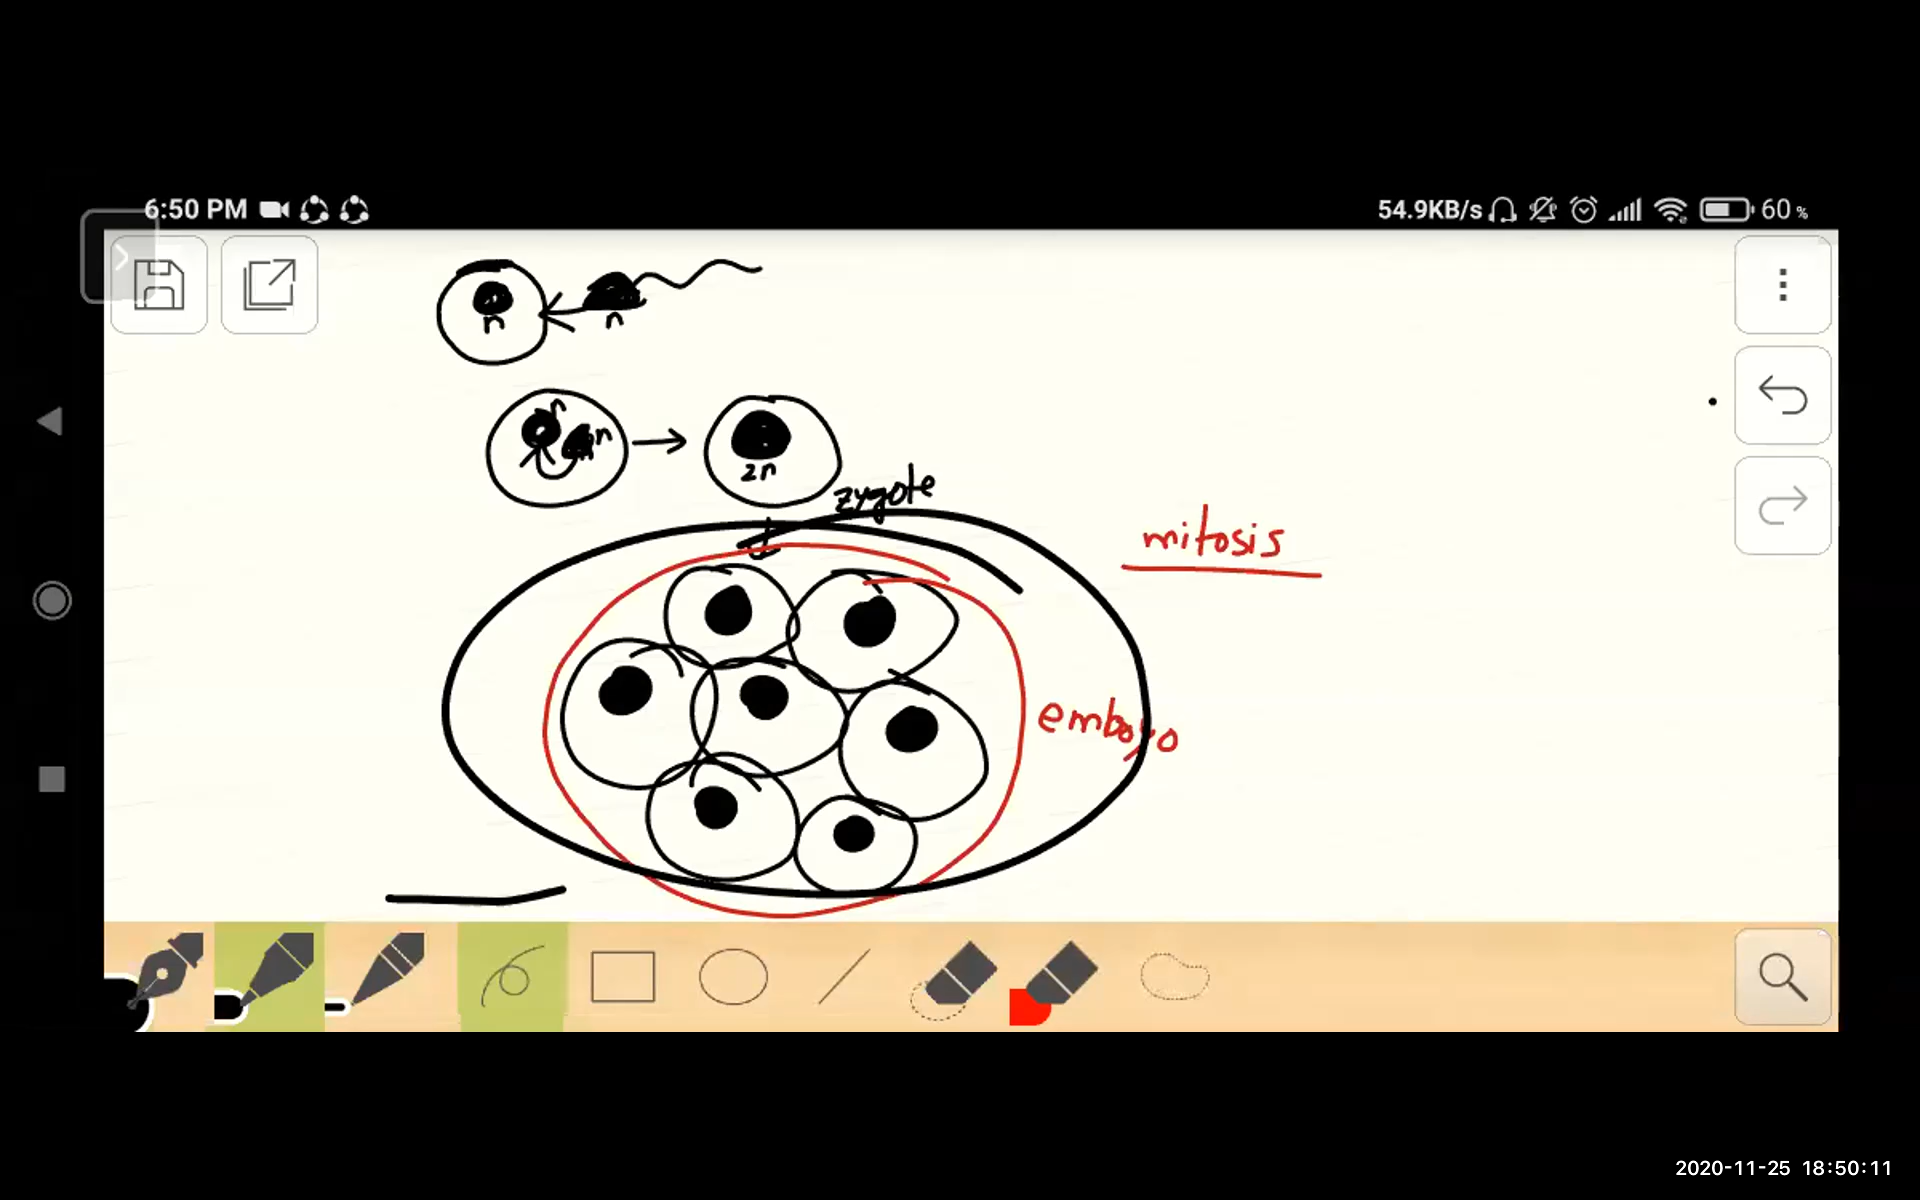 6:50 PM
54.9KB/s
60 %
n
n
n
n
2n
zygote
mitosis
embryo
2020-11-25 18:50:11